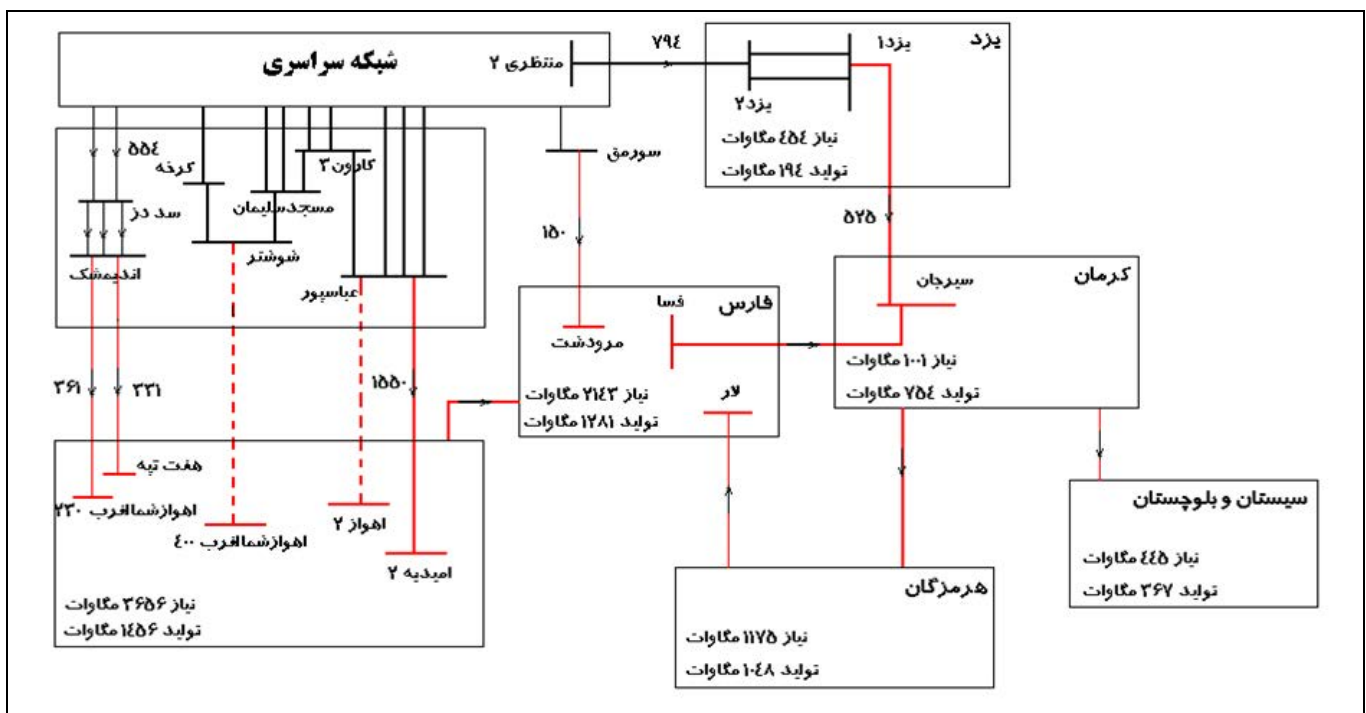 شبکه سراسری
منتظری ۲
۷۹۴
یزد
یزد۱
یزد۲
نیاز ۴۵۴ مگاوات
تولید ۱۹۴ مگاوات
۵۵۴
کرخه
کارون۳
مسجدسلیمان
سد دز
شوشتر
اندیمشک
عباسپور
سورمق
۱۵۰
۵۲۵
کرمان
سیرجان
نیاز ۱۰۰۱ مگاوات
تولید ۷۵۴ مگاوات
فارس
فسا
مرودشت
لار
نیاز ۲۱۴۳ مگاوات
تولید ۱۲۸۱ مگاوات
۳۶۱
۳۳۱
۱۵۵۰
هفت تپه
اهوازشمالغرب ۲۳۰
اهوازشمالغرب ۴۰۰
اهواز ۲
امیدیه ۲
نیاز ۳۶۵۶ مگاوات
تولید ۱۴۵۶ مگاوات
سیستان و بلوچستان
نیاز ۴۴۵ مگاوات
تولید ۳۶۷ مگاوات
هرمزگان
نیاز ۱۱۷۵ مگاوات
تولید ۱۰۴۸ مگاوات